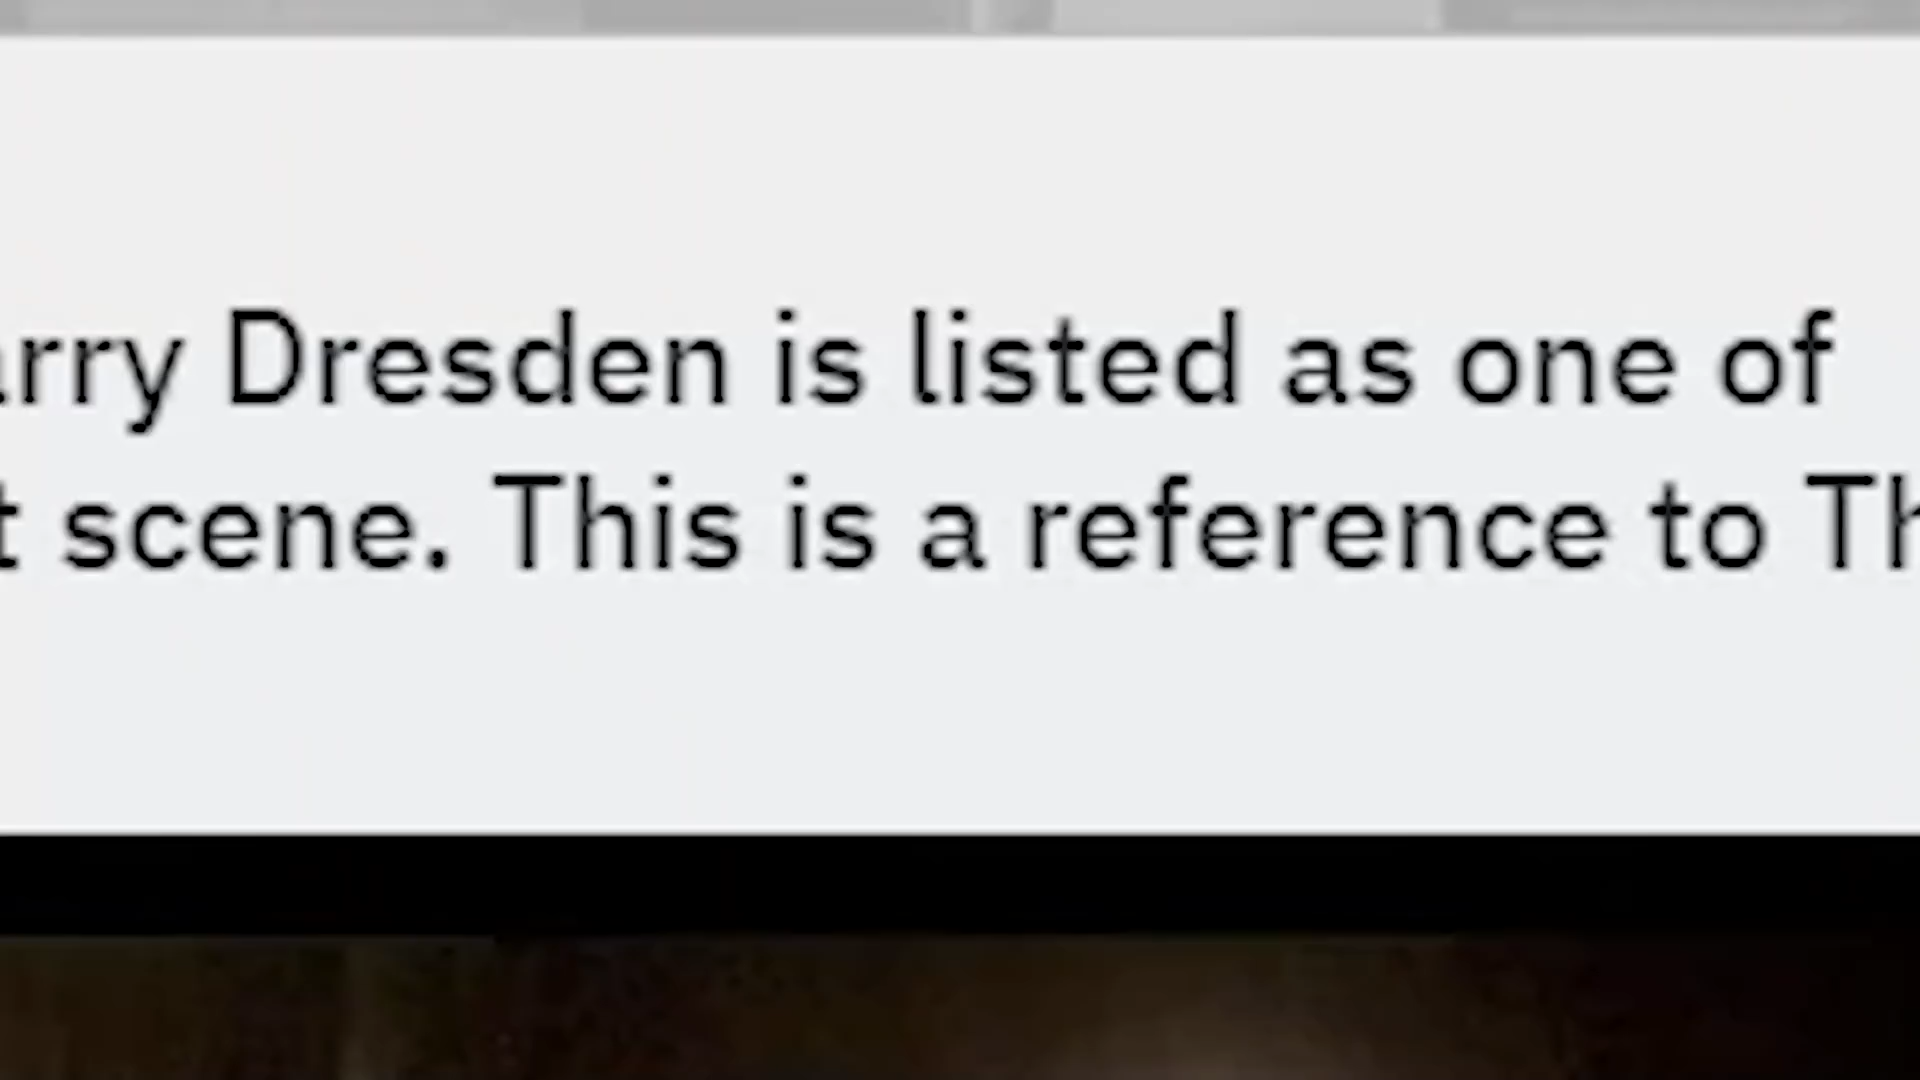 arry Dresden is listed as one of
t scene. This is a reference to Th